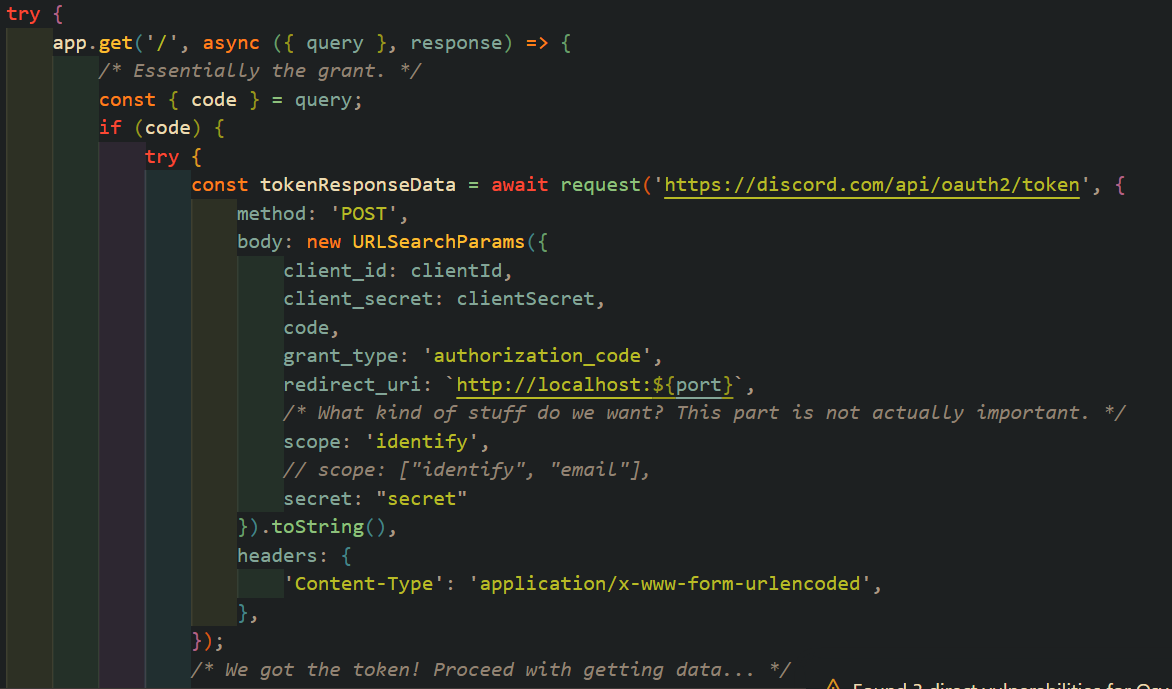 try {
app.get('/', async ({ query }, response) => {
/* Essentially the grant. */
const { code } = query;
if (code) {
try {
const tokenResponseData = await request('https://discord.com/api/oauth2/token', {
method: 'POST',
body: new URLSearchParams({
client_id: clientId,
client_secret: clientSecret,
code,
grant_type: 'authorization_code',
redirect_uri: `http://localhost:${port}`,
/* What kind of stuff do we want? This part is not actually important. */
scope: 'identify',
// scope: ["identify", "email"],
secret: "secret"
}).toString(),
headers: {
'Content-Type': 'application/x-www-form-urlencoded',
},
});
/* We got the token! Proceed with getting data... */
Found 3 direct vulnerabilities for